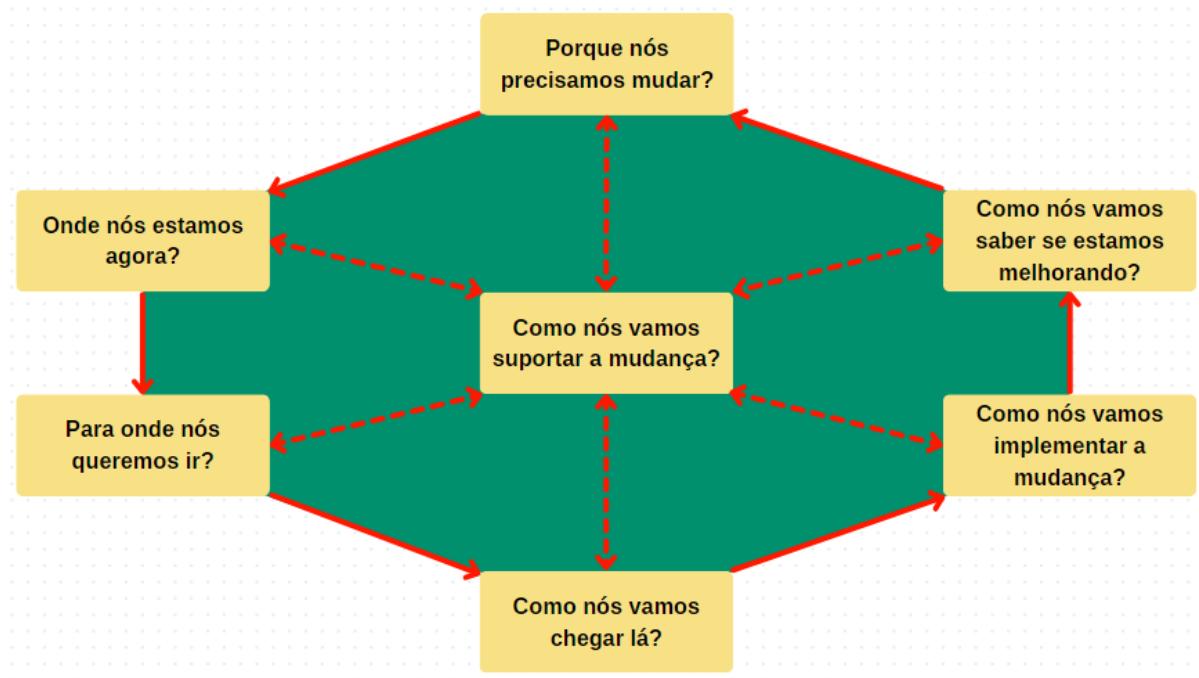 Porque nós
precisamos mudar?
Onde nós estamos
agora?
Como nós vamos
saber se estamos
melhorando?
Como nós vamos
suportar a mudança?
Para onde nós
queremos ir?
Como nós vamos
implementar a
mudança?
Como nós vamos
chegar lá?